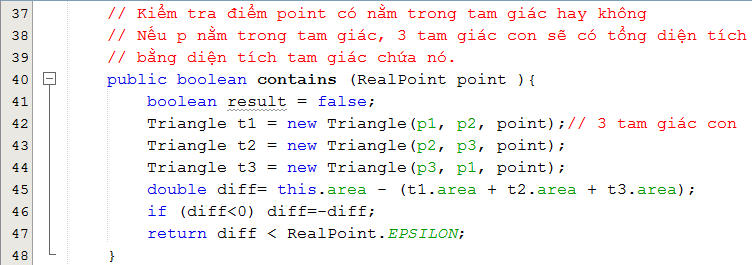 37 // Kiểm tra điểm point có nằm trong tam giác hay không
38 // Nếu p nằm trong tam giác, 3 tam giác con sẽ có tổng diện tích
39 // bằng diện tích tam giác chứa nó.
40 public boolean contains (RealPoint point ){
41 boolean result = false;
42 Triangle t1 = new Triangle(p1, p2, point);// 3 tam giác con
43 Triangle t2 = new Triangle(p2, p3, point);
44 Triangle t3 = new Triangle(p3, p1, point);
45 double diff= this.area - (t1.area + t2.area + t3.area);
46 if (diff<0) diff=-diff;
47 return diff < RealPoint.EPSILON;
48 }